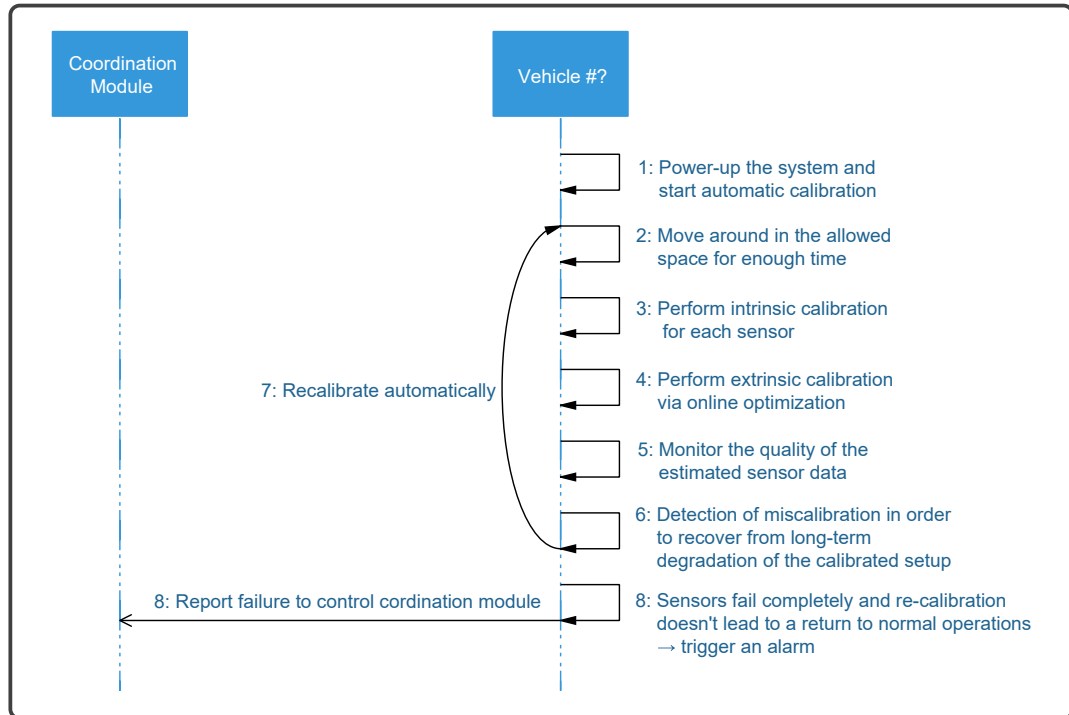 Coordination
Module
Vehicle #?
1: Power-up the system and
start automatic calibration
2: Move around in the allowed
space for enough time
3: Perform intrinsic calibration
for each sensor
4: Perform extrinsic calibration
via online optimization
7: Recalibrate automatically
5: Monitor the quality of the
estimated sensor data
6: Detection of miscalibration in order
to recover from long-term
degradation of the calibrated setup
8: Report failure to control cordination module
8: Sensors fail completely and re-calibration
doesn't lead to a return to normal operations
→ trigger an alarm